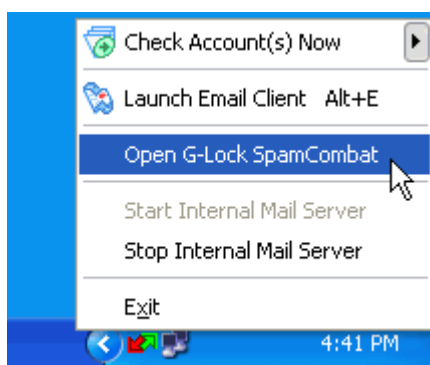 Check Account(s) Now
Launch Email Client Alt+E
Open G-Lock SpamCombat
Start Internal Mail Server
Stop Internal Mail Server
Exit
4:41 PM